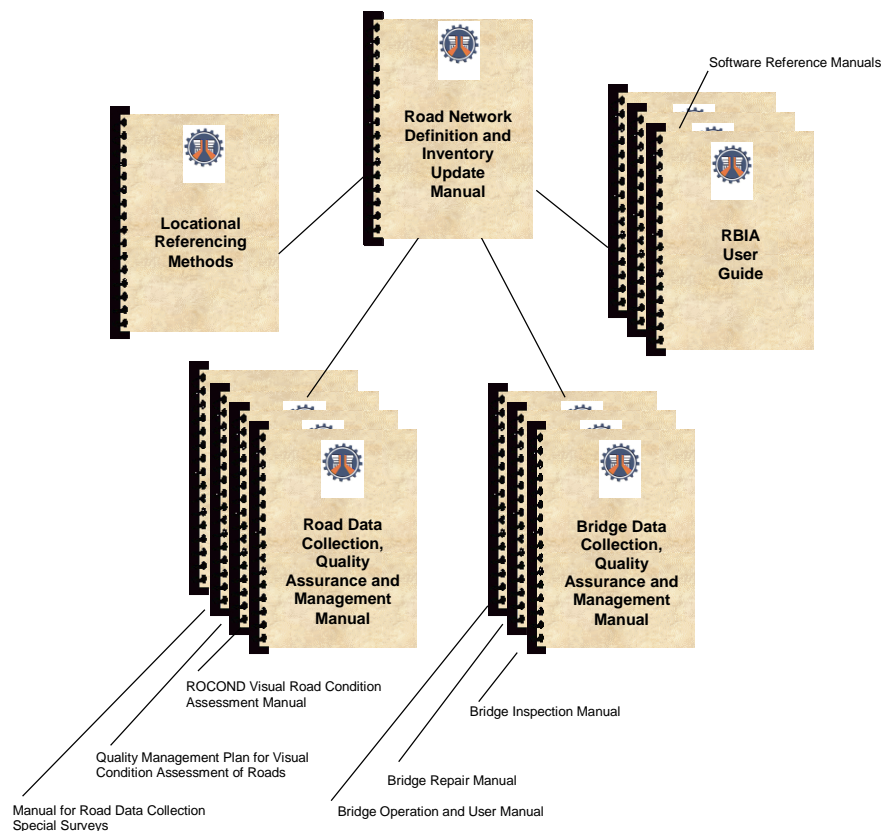 Software Reference Manuals
Road Network
Definition and
Inventory
Update
Manual
Locational
Referencing
Methods
RBIA
User
Guide
Road Data
Collection,
Quality
Assurance and
Management
Manual
Bridge Data
Collection,
Quality
Assurance and
Management
Manual
ROCOND Visual Road Condition
Assessment Manual
Bridge Inspection Manual
Quality Management Plan for Visual
Condition Assessment of Roads
Bridge Repair Manual
Manual for Road Data Collection
Special Surveys
Bridge Operation and User Manual